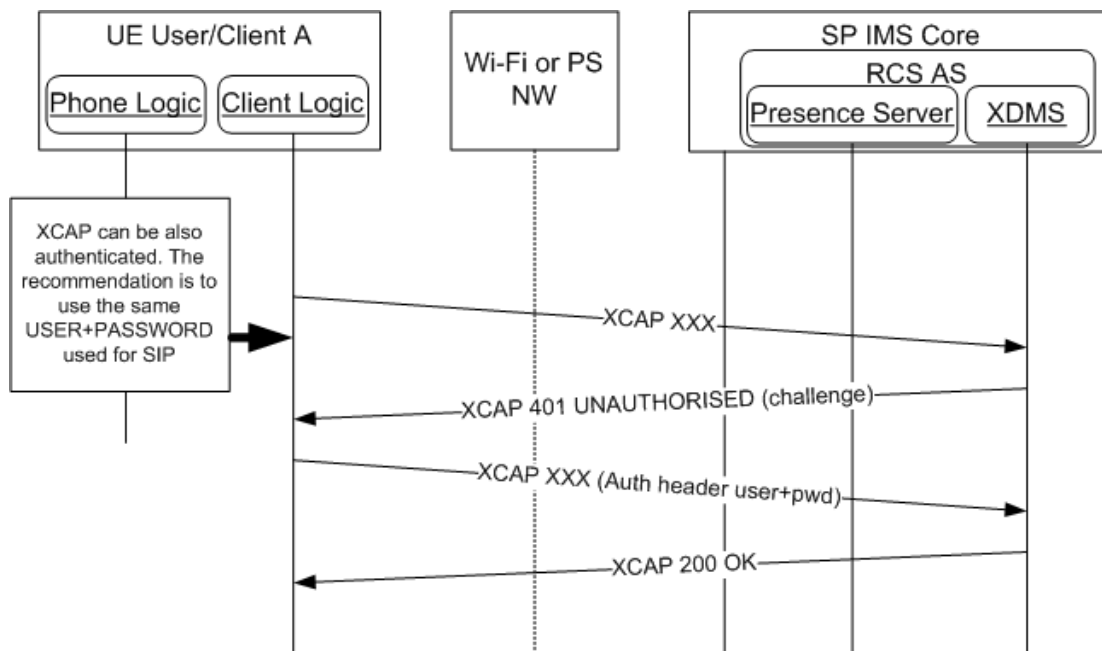 UE User/Client A
Phone Logic
Client Logic
Wi-Fi or PS
NW
SP IMS Core
RCS AS
Presence Server
XDMS
XCAP can be also
authenticated. The
recommendation is to
use the same
USER+PASSWORD
used for SIP
XCAP XXX
XCAP 401 UNAUTHORISED (challenge)
XCAP XXX (Auth header user+pwd)
XCAP 200 OK